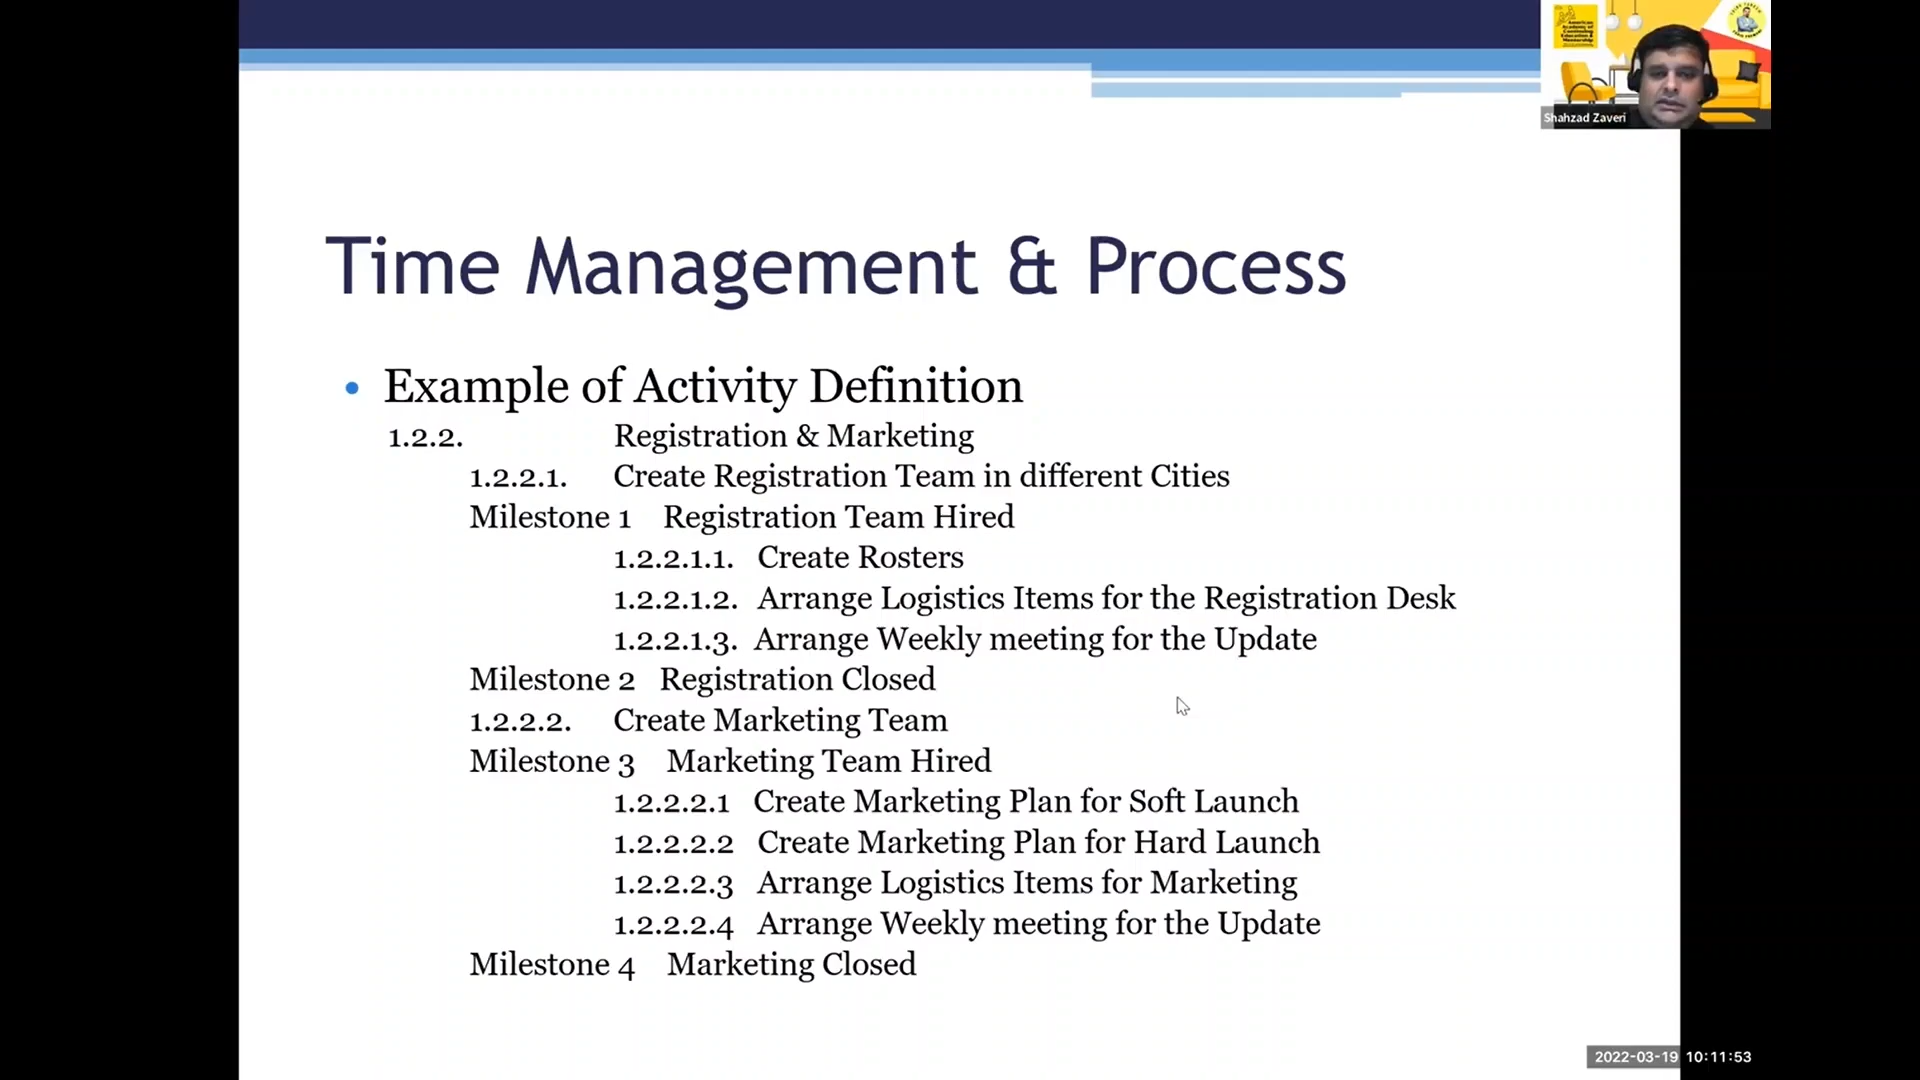 American
Academy of
Continuing
Education &
Mentorship
Shahzad Zaveri
Time Management & Process
• Example of Activity Definition
1.2.2. Registration & Marketing
1.2.2.1. Create Registration Team in different Cities
Milestone 1 Registration Team Hired
1.2.2.1.1. Create Rosters
1.2.2.1.2. Arrange Logistics Items for the Registration Desk
1.2.2.1.3. Arrange Weekly meeting for the Update
Milestone 2 Registration Closed
1.2.2.2. Create Marketing Team
Milestone 3 Marketing Team Hired
1.2.2.2.1 Create Marketing Plan for Soft Launch
1.2.2.2.2 Create Marketing Plan for Hard Launch
1.2.2.2.3 Arrange Logistics Items for Marketing
1.2.2.2.4 Arrange Weekly meeting for the Update
Milestone 4 Marketing Closed
2022-03-19 10:11:53